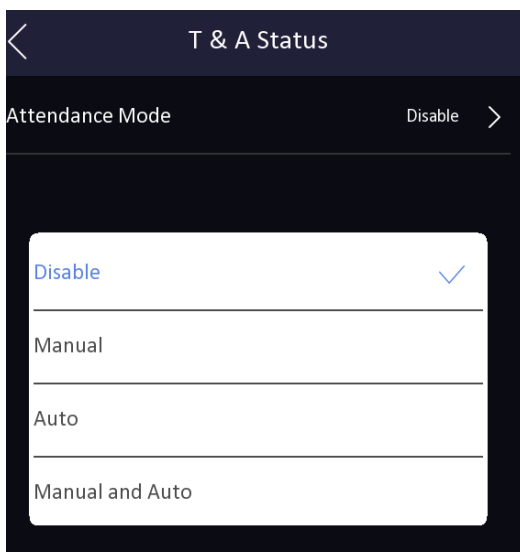 T & A Status
Attendance Mode Disable
Disable
Manual
Auto
Manual and Auto